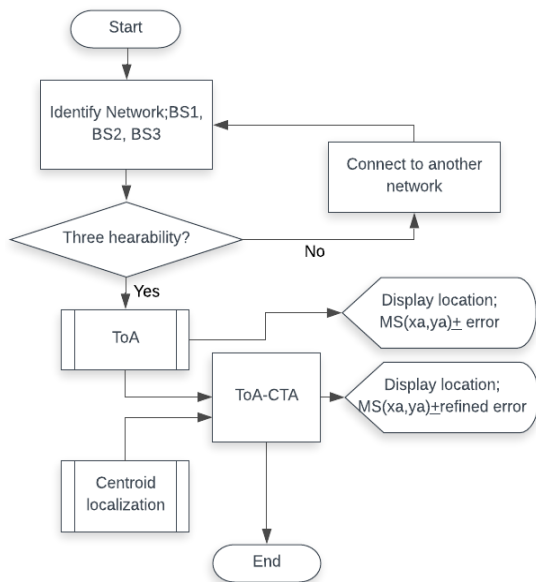 Start
Identify Network;BS1,
BS2, BS3
Connect to another
network
Three hearability?
No
Yes
ToA
Display location;
MS(xa,ya)± error
ToA-CTA
Display location;
MS(xa,ya)±refined error
Centroid
localization
End